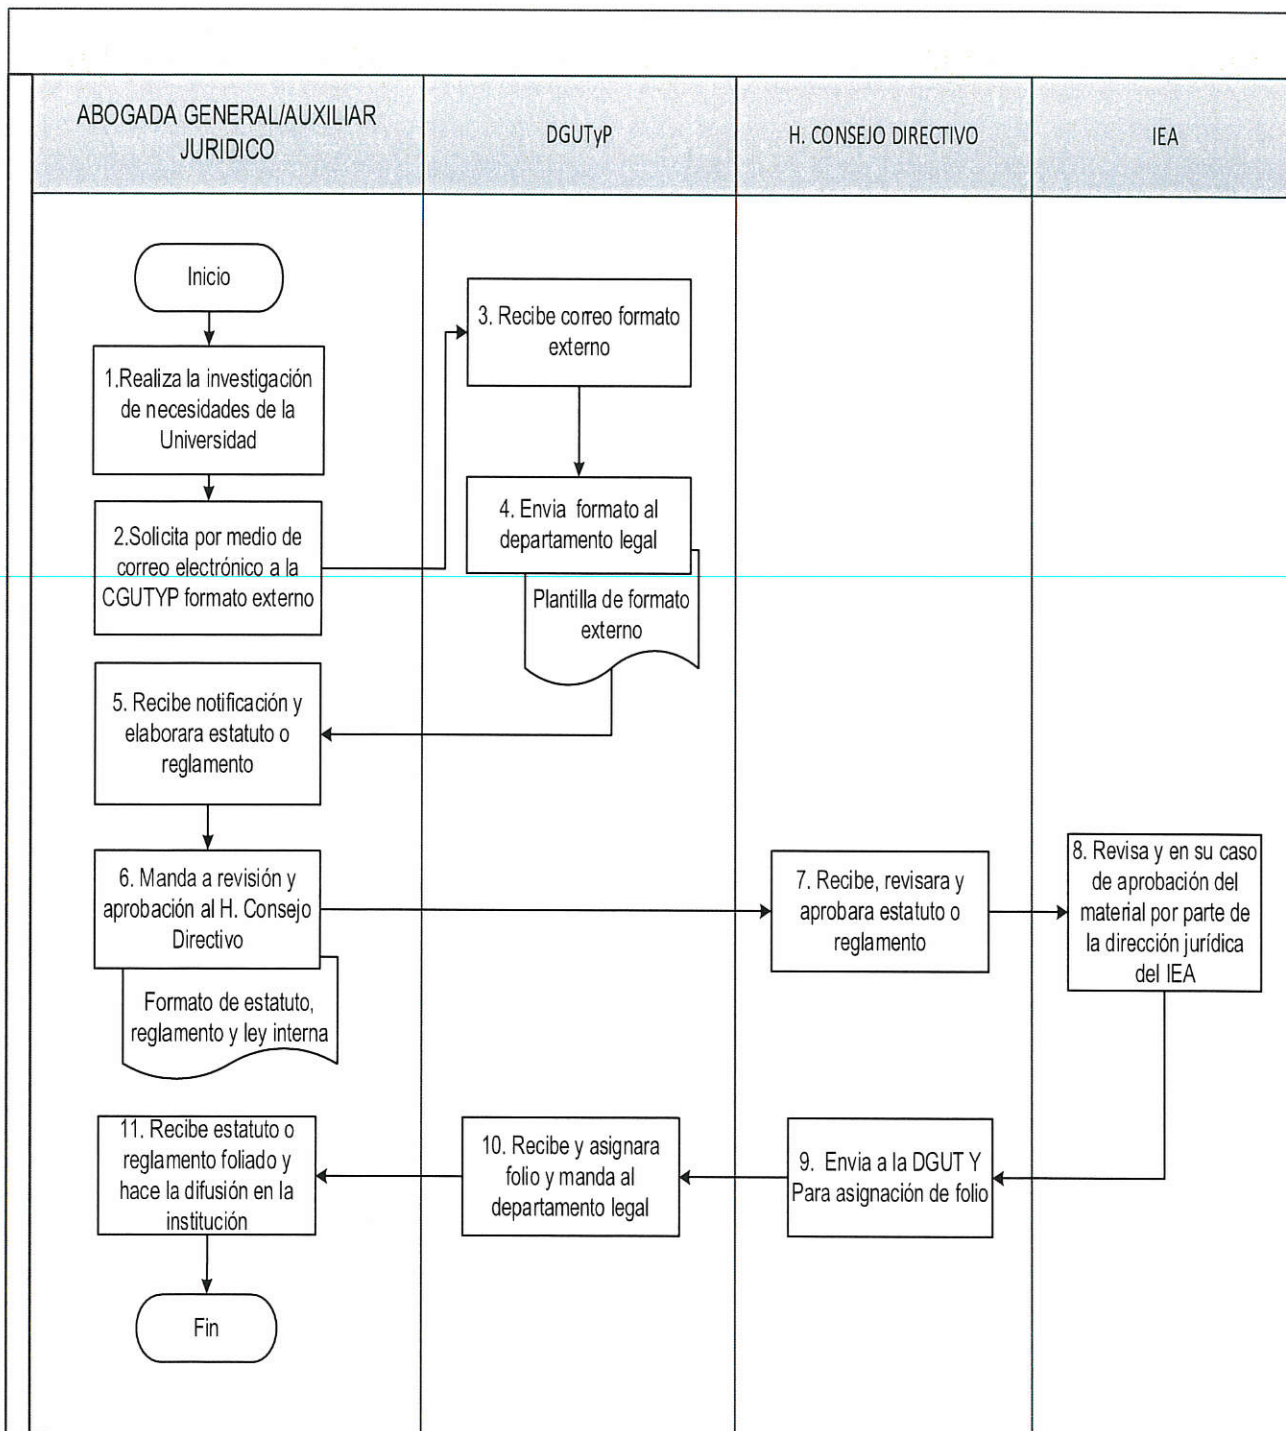 ABOGADA GENERAL/AUXILIAR
JURIDICO
DGUTyP
H. CONSEJO DIRECTIVO
IEA
Inicio
1.Realiza la investigación
de necesidades de la
Universidad
2.Solicita por medio de
correo electrónico a la
CGUTYP formato externo
3. Recibe correo formato
externo
4. Envia formato al
departamento legal
Plantilla de formato
externo
5. Recibe notificación y
elaborara estatuto o
reglamento
6. Manda a revisión y
aprobación al H. Consejo
Directivo
Formato de estatuto,
reglamento y ley interna
7. Recibe, revisara y
aprobara estatuto o
reglamento
8. Revisa y en su caso
de aprobación del
material por parte de
la dirección jurídica
del IEA
9. Envia a la DGUT Y
Para asignación de folio
10. Recibe y asignara
folio y manda al
departamento legal
11. Recibe estatuto o
reglamento foliado y
hace la difusión en la
institución
Fin